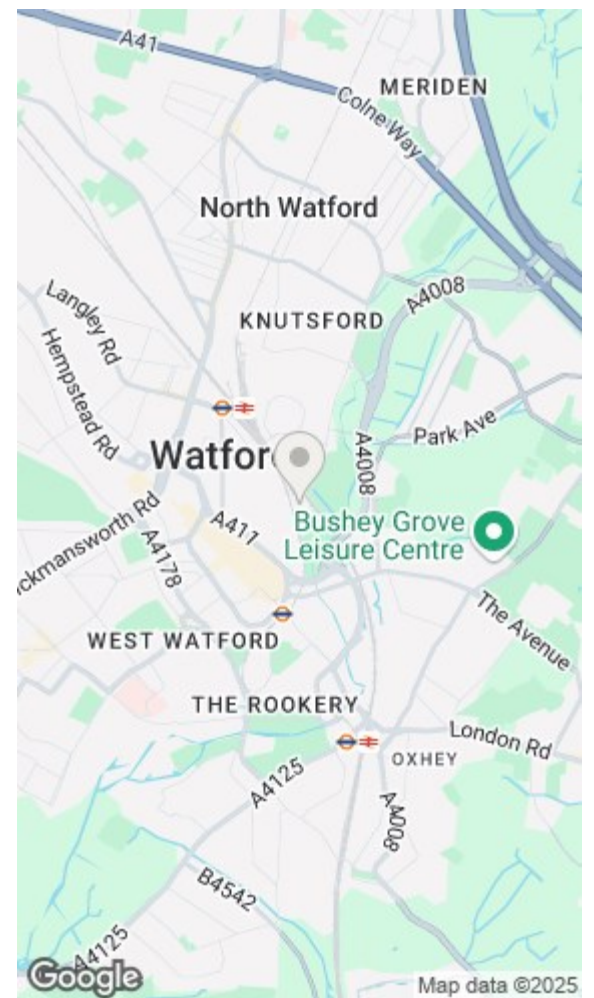 A41
MERIDEN
Colne Way
North Watford
A4008
Langley Rd
KNUTSFORD
Hempstead Rd
Park Ave
Watfor
A4008
ckmansworth Rd
A411
Bushey Grove
Leisure Centre
A4178
The Avenue
WEST WATFORD
THE ROOKERY
London Rd
OXHEY
A4125
A4008
B4542
A4125
Google
Map data ©2025